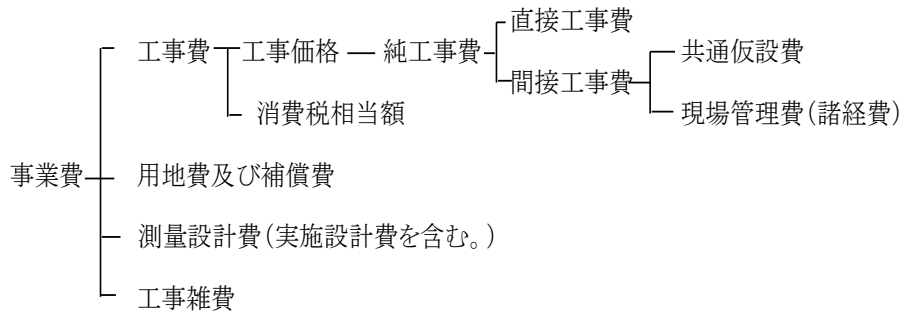 直接工事費
工事費 工事価格 純工事費 共通仮設費
間接工事費
消費税相当額 現場管理費(諸経費)
事業費 用地費及び補償費
測量設計費(実施設計費を含む。)
工事雑費